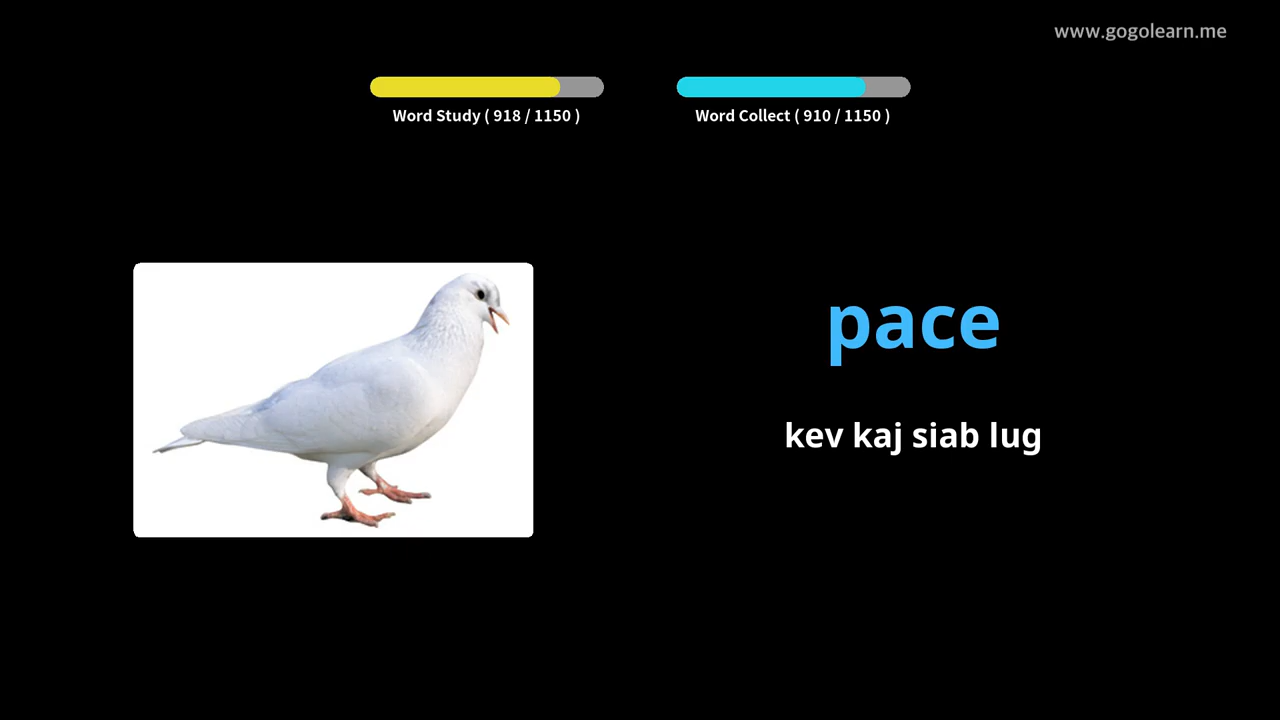 www.gogolearn.me
Word Study ( 918 / 1150 )
Word Collect ( 910 / 1150 )
pace
kev kaj siab lug